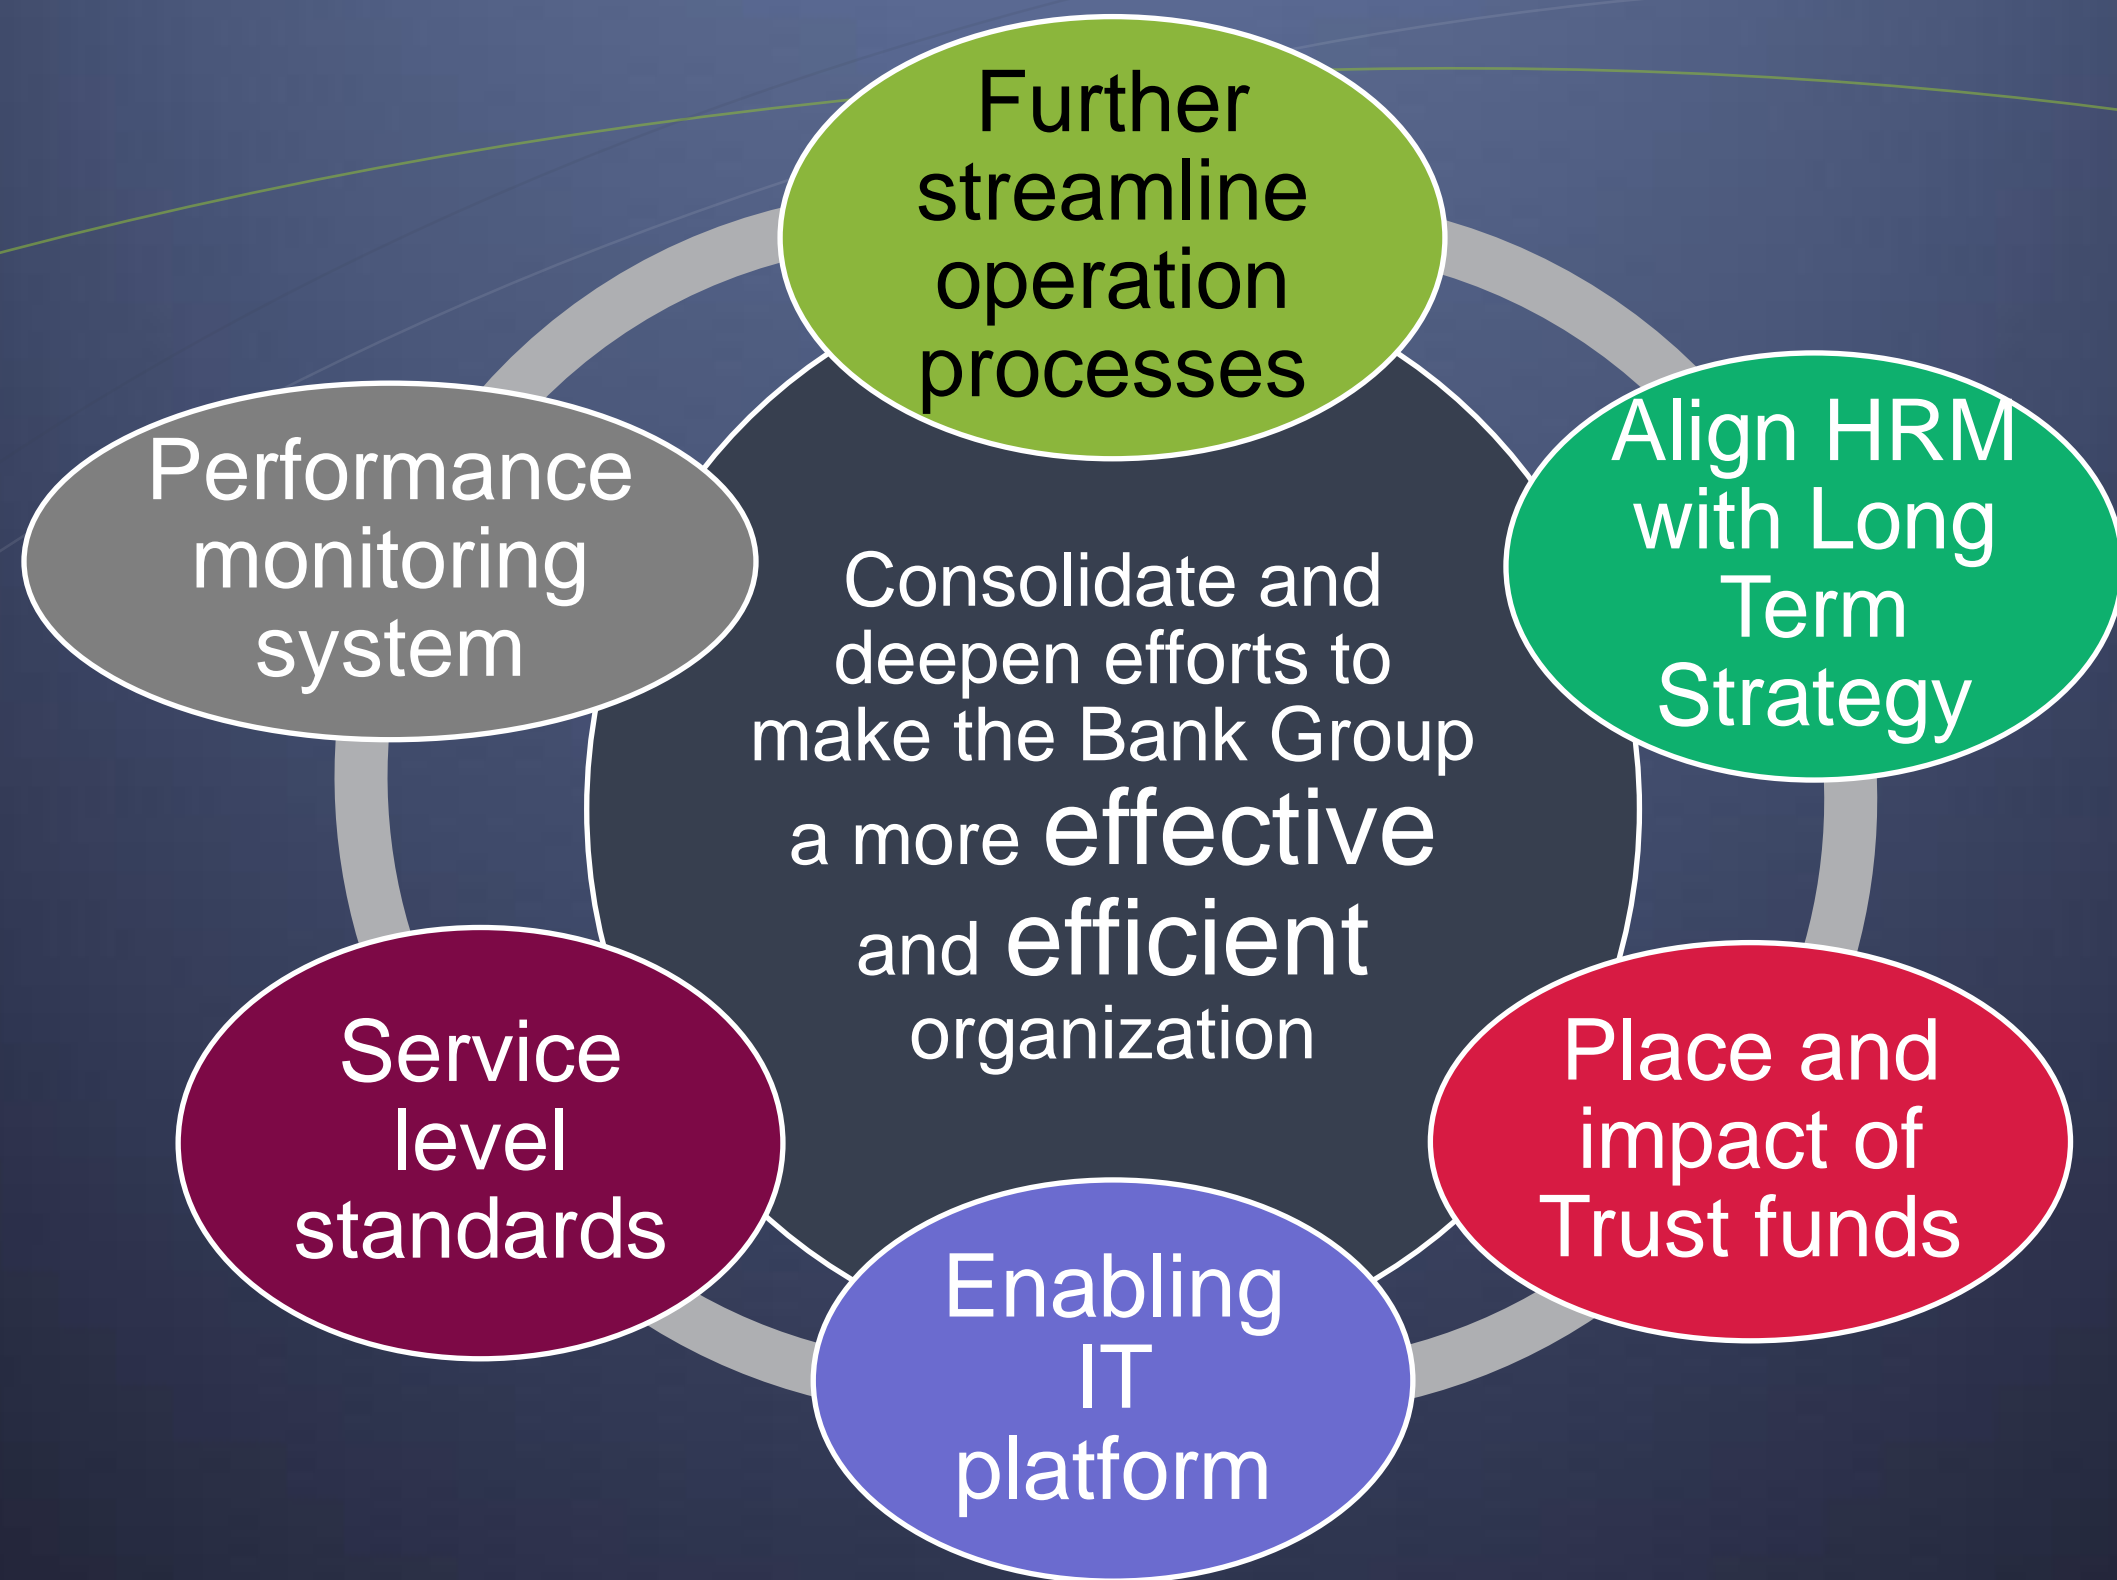 Further
streamline
operation
processes
Align HRM
with Long
Term
Strategy
Place and
impact of
Trust funds
Enabling
IT
platform
Service
level
standards
Performance
monitoring
system
Consolidate and
deepen efforts to
make the Bank Group
a more effective
and efficient
organization